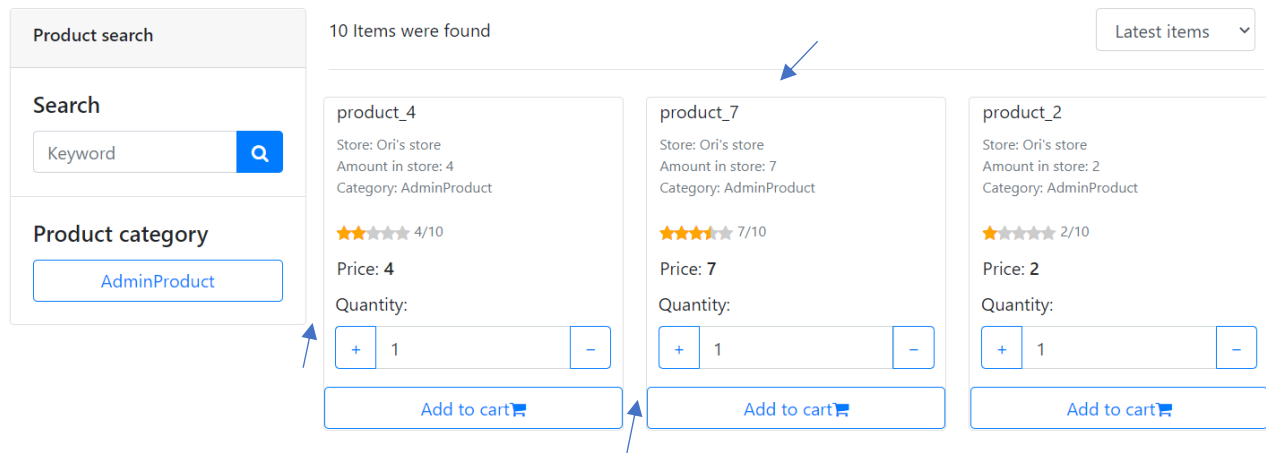 Product search
Search
Keyword
Product category
AdminProduct
10 Items were found
Latest items
product_4
Store: Ori's store
Amount in store: 4
Category: AdminProduct
4/10
Price: 4
Quantity:
+ 1 −
Add to cart
product_7
Store: Ori's store
Amount in store: 7
Category: AdminProduct
7/10
Price: 7
Quantity:
+ 1 −
Add to cart
product_2
Store: Ori's store
Amount in store: 2
Category: AdminProduct
2/10
Price: 2
Quantity:
+ 1 −
Add to cart